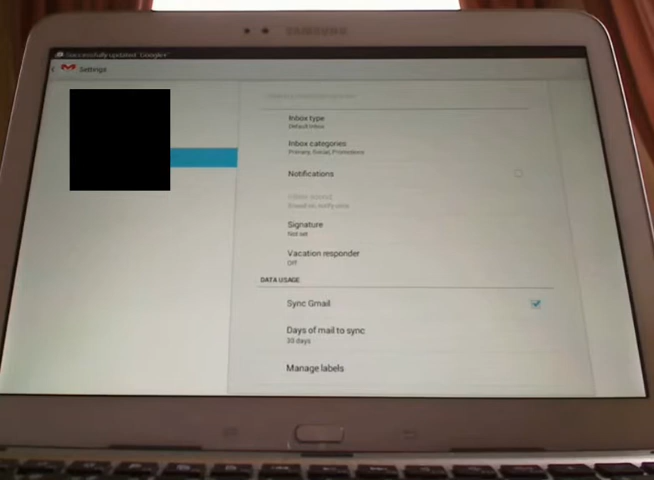 Successfully updated "Google+"
SAMSUNG
Settings
Inbox type
Default inbox
Inbox categories
Primary, Social, Promotions
Notifications
Signature
Not set
Vacation responder
Off
DATA USAGE
Sync Gmail
Days of mail to sync
30 days
Manage labels